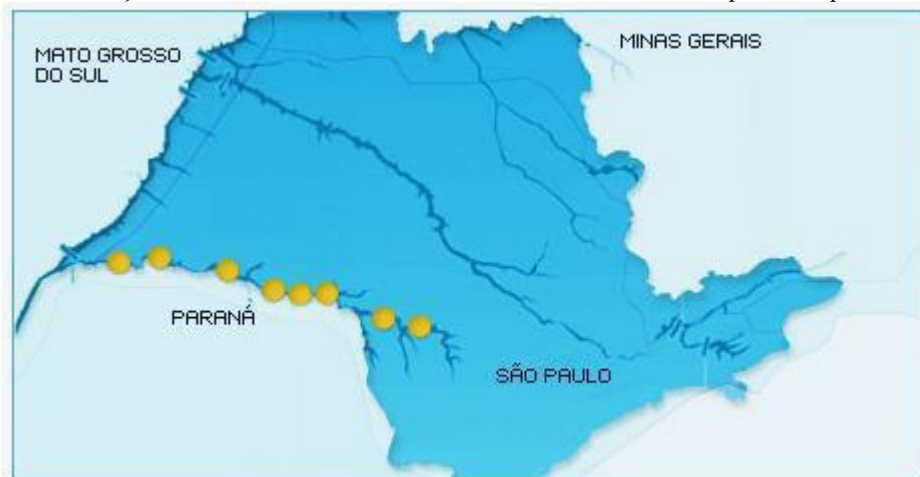 MATO GROSSO
DO SUL
MINAS GERAIS
PARANÁ
SÃO PAULO